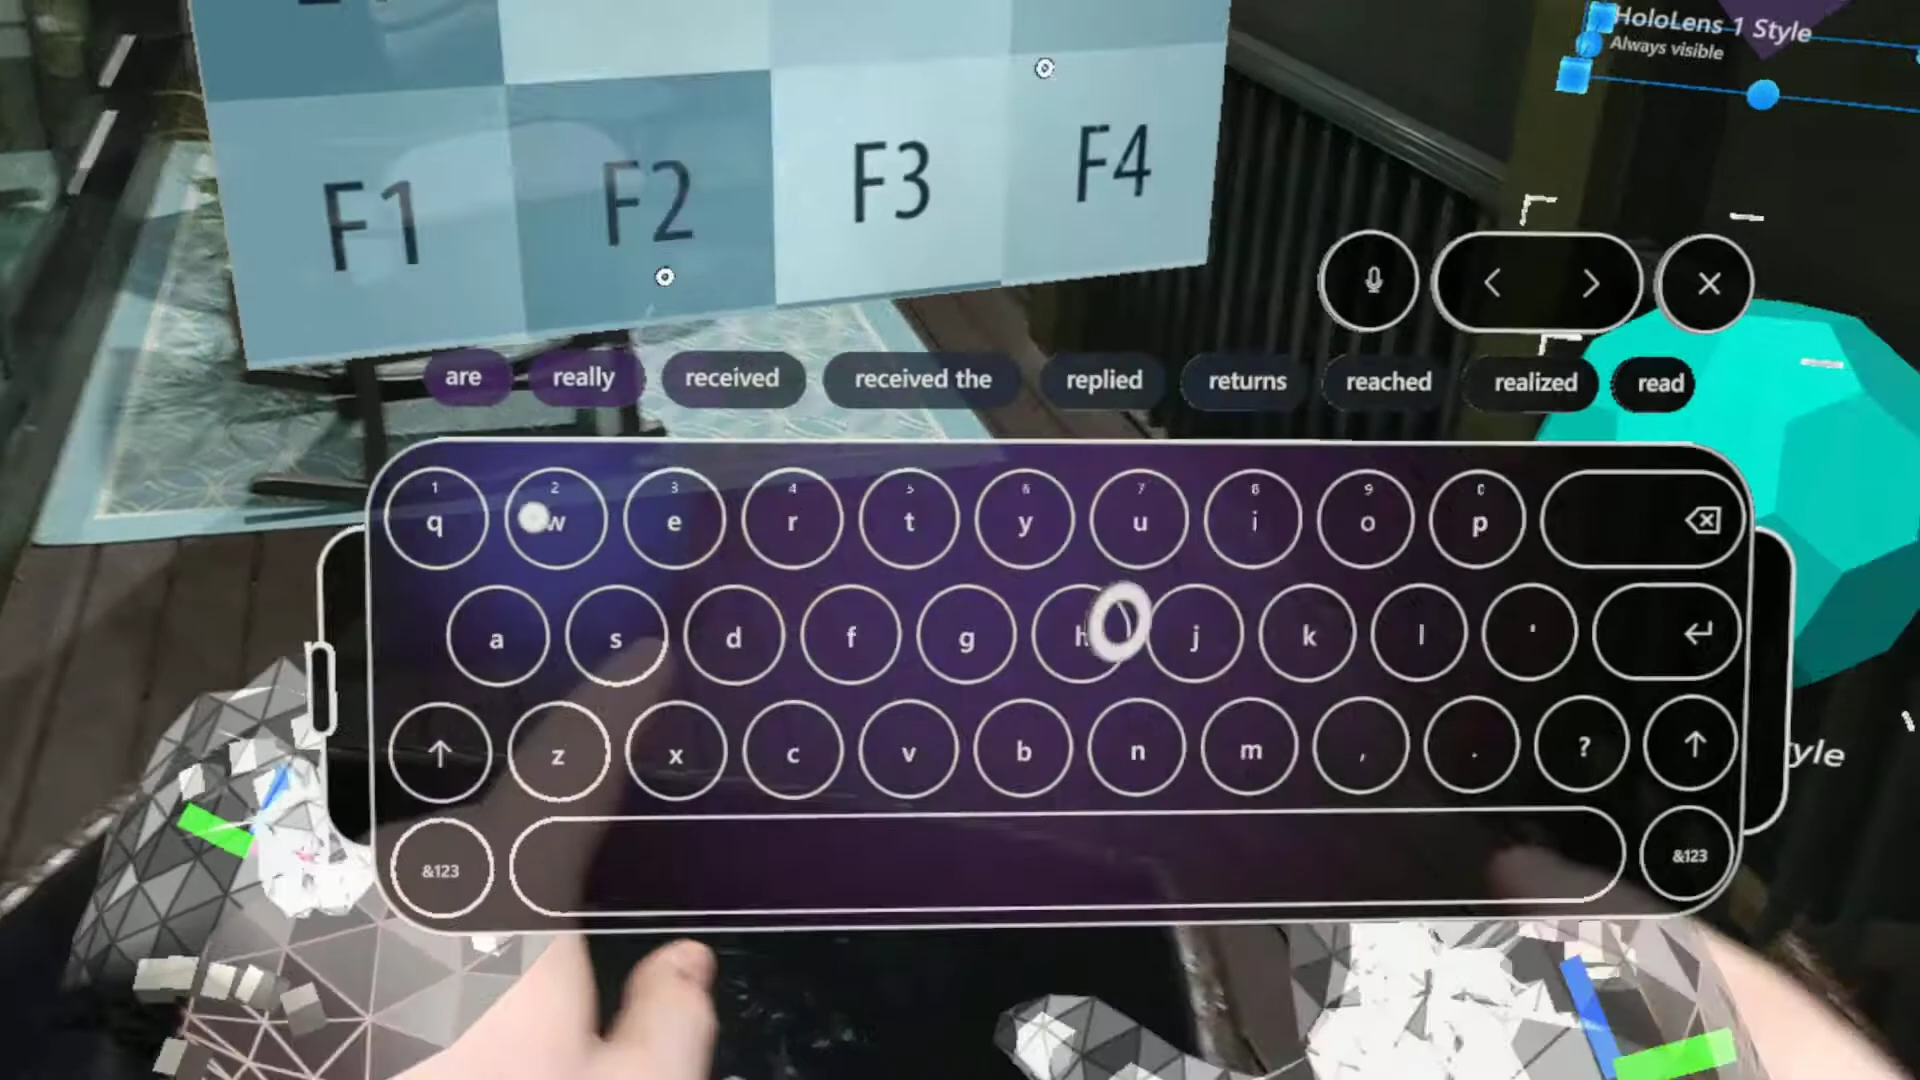 HoloLens 1 Style
Always visible
F1 F2 F3 F4
are really received received the replied returns reached realized read
1 2 3 4 5 6 7 8 9 0
q w e r t y u i o p
a s d f g h j k l '
z x c v b n m , . ?
yle
&123 &123